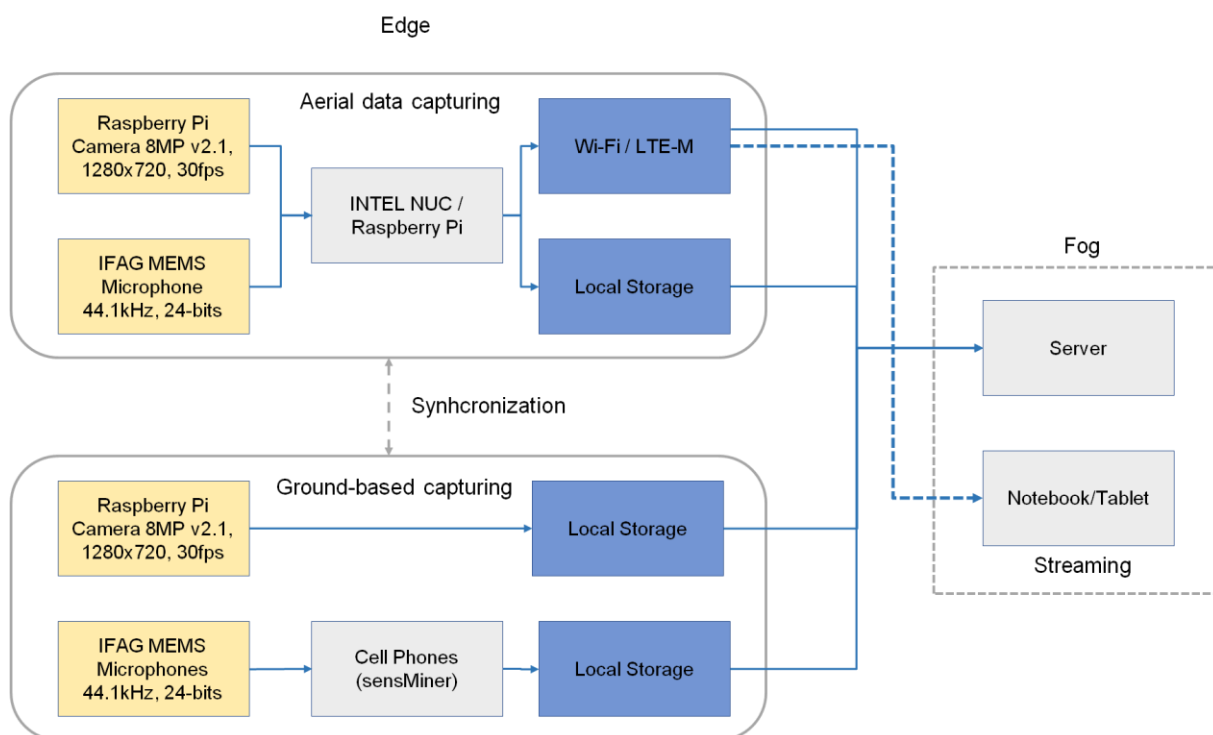 Edge
Aerial data capturing
Raspberry Pi
Camera 8MP v2.1,
1280x720, 30fps
IFAG MEMS
Microphone
44.1kHz, 24-bits
INTEL NUC /
Raspberry Pi
Wi-Fi / LTE-M
Local Storage
Synhcronization
Ground-based capturing
Raspberry Pi
Camera 8MP v2.1,
1280x720, 30fps
Local Storage
IFAG MEMS
Microphones
44.1kHz, 24-bits
Cell Phones
(sensMiner)
Local Storage
Fog
Server
Notebook/Tablet
Streaming